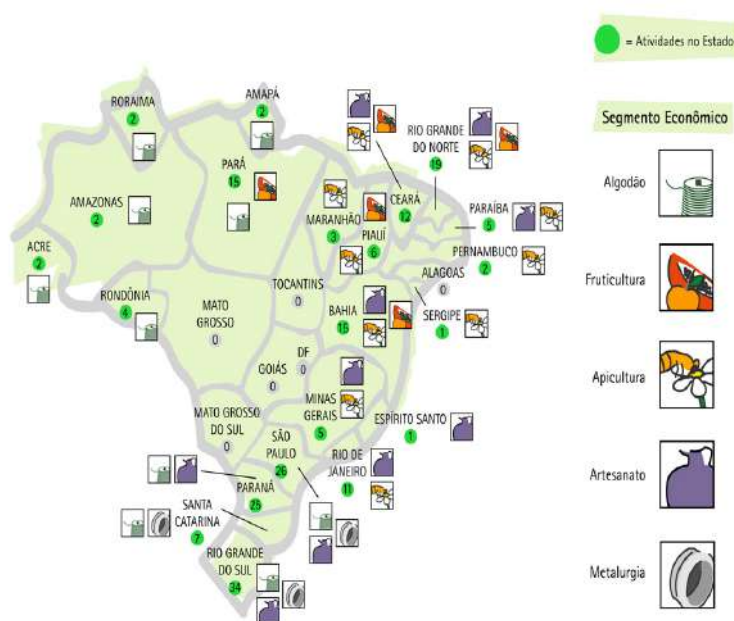 RORAIMA
2
AMAPÁ
2
PARÁ
15
AMAZONAS
2
ACRE
2
RONDÔNIA
4
MATO
GROSSO
0
TOCANTINS
0
MARANHÃO
3
PIAUÍ
6
CEARÁ
12
RIO GRANDE
DO NORTE
19
PARAÍBA
5
PERNAMBUCO
2
ALAGOAS
0
SERGIPE
1
BAHIA
16
DF
0
GOIÁS
0
MATO GROSSO
DO SUL
0
MINAS
GERAIS
5
ESPÍRITO SANTO
1
SÃO
PAULO
26
RIO DE
JANEIRO
11
PARANÁ
25
SANTA
CATARINA
7
RIO GRANDE
DO SUL
34
= Atividades no Estado
Segmento Econômico
Algodão
Fruticultura
Apicultura
Artesanato
Metalurgia